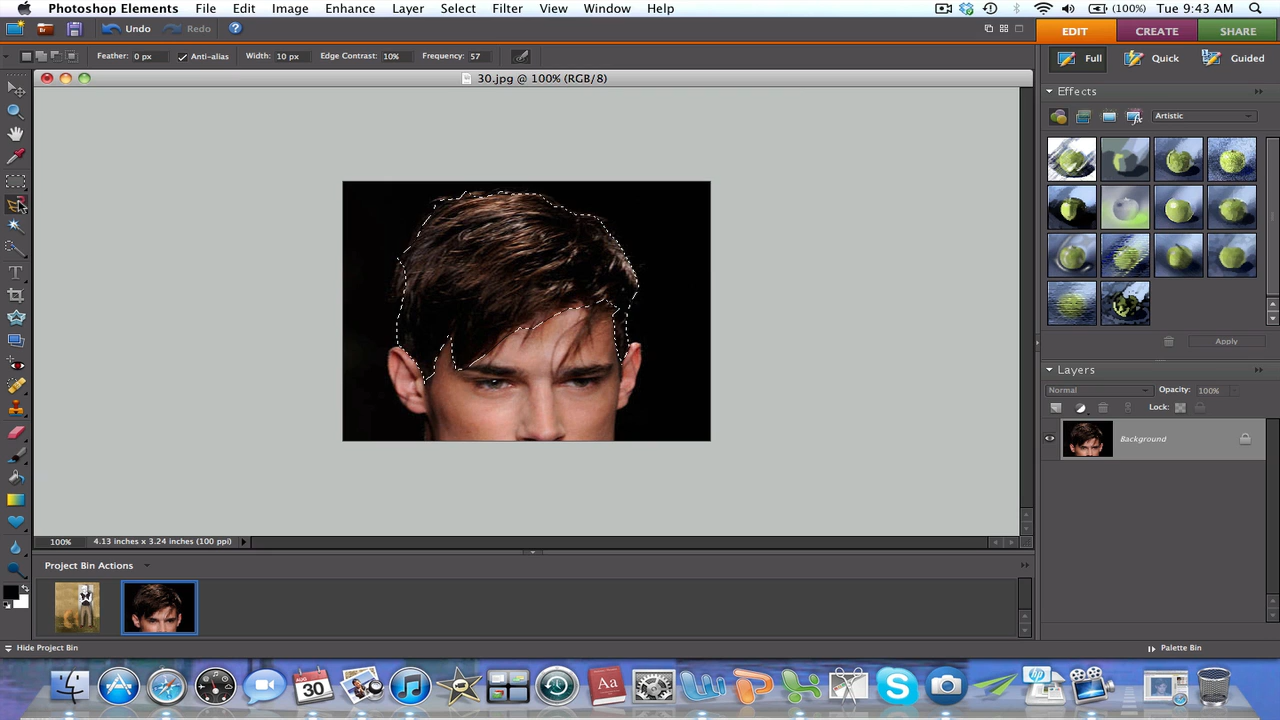 Photoshop Elements File Edit Image Enhance Layer Select Filter View Window Help (100%) Tue 9:43 AM
Undo Redo EDIT CREATE SHARE
Feather: 0 px Anti-alias Width: 10 px Edge Contrast: 10% Frequency: 57 Full Quick Guided
30.jpg @ 100% (RGB/8)
Effects
Artistic
Apply
Layers
Normal Opacity: 100%
Lock:
Background
100% 4.13 inches x 3.24 inches (100 ppi)
Project Bin Actions
Hide Project Bin Palette Bin
AUG
30
Aa